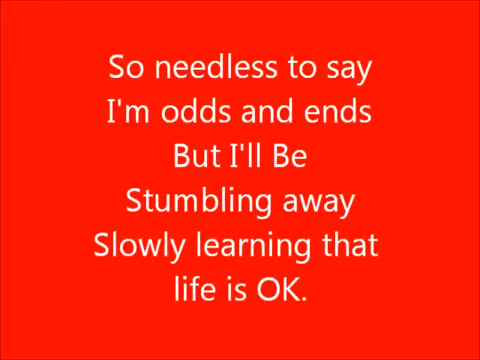 So needless to say
I'm odds and ends
But I'll Be
Stumbling away
Slowly learning that
life is OK.